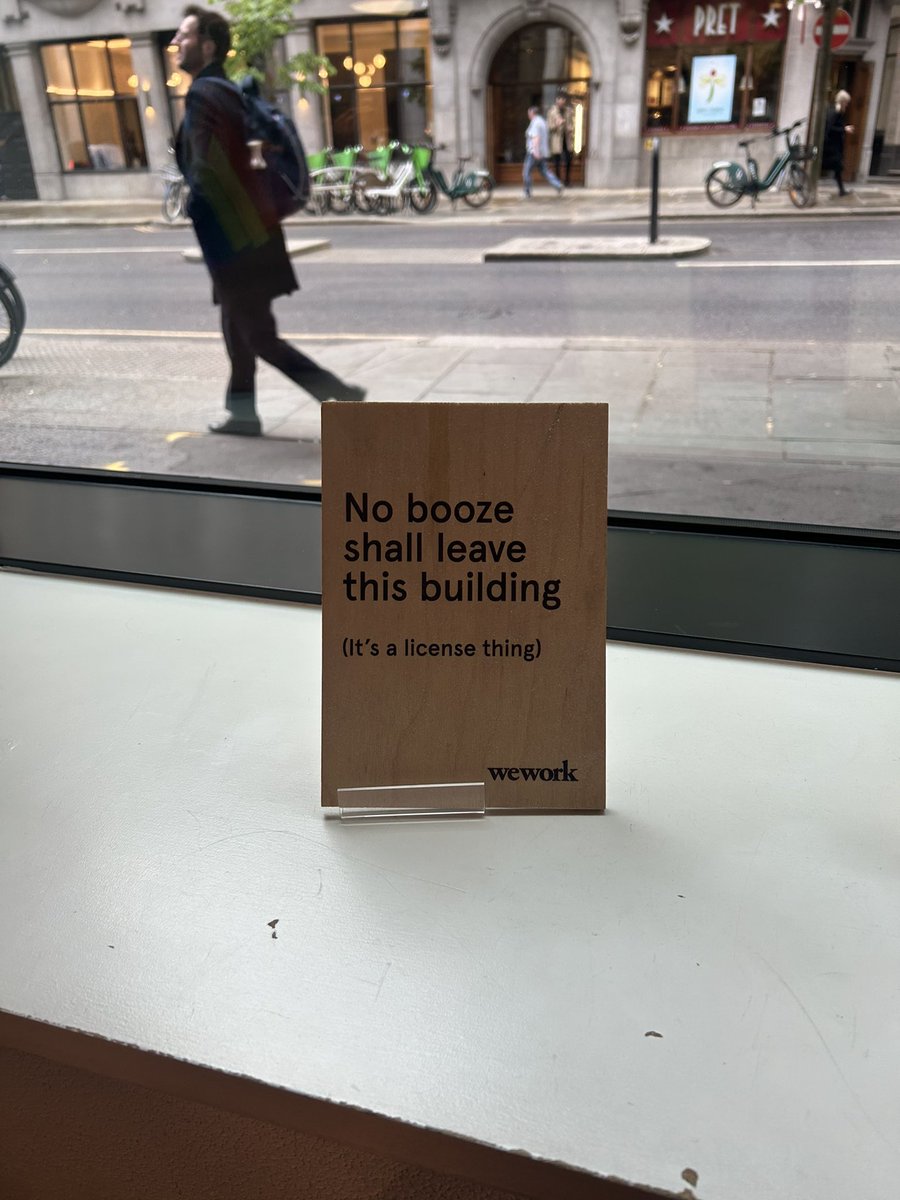 PRET
No booze
shall leave
this building
(It's a license thing)
wework